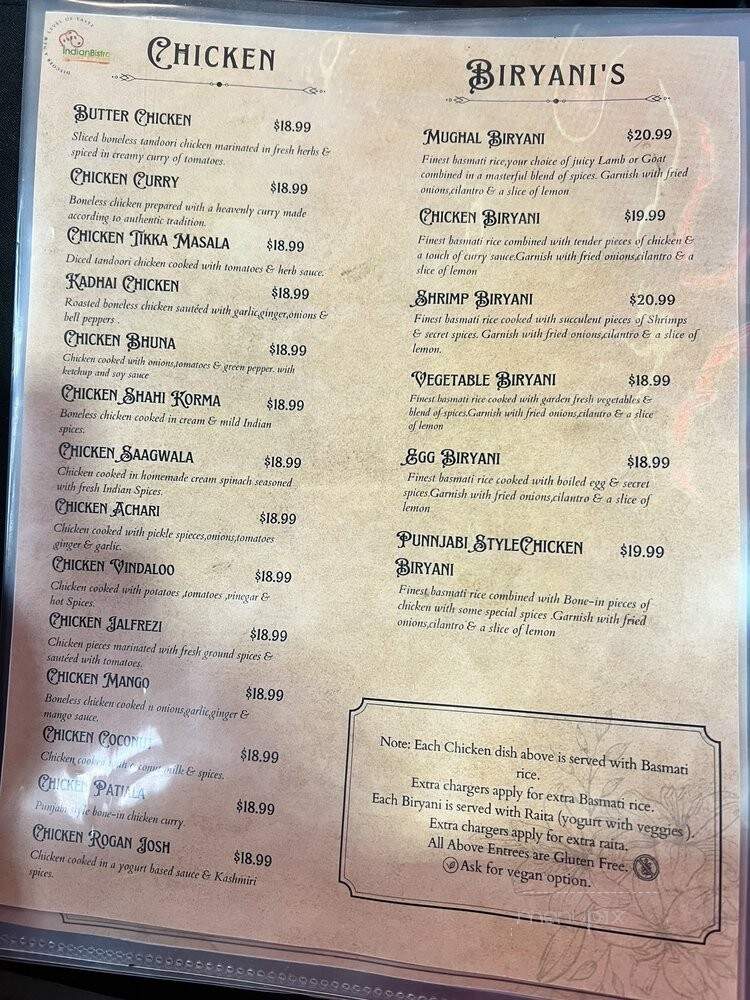 DISCOVER A NEW LEVEL OF TASTE
IndianBistro
CHICKEN
BUTTER CHICKEN $18.99
Sliced boneless tandoori chicken marinated in fresh herbs &
spiced in creamy curry of tomatoes.
CHICKEN CURRY $18.99
Boneless chicken prepared with a heavenly curry made
according to authentic tradition.
CHICKEN TIKKA MASALA $18.99
Diced tandoori chicken cooked with tomatoes & herb sauce.
KADHAI CHICKEN $18.99
Roasted boneless chicken sautéed with garlic,ginger,onions &
bell peppers .
CHICKEN BHUNA $18.99
Chicken cooked with onions,tomatoes & green pepper. with
ketchup and soy sauce
CHICKEN SHAHI KORMA $18.99
Boneless chicken cooked in cream & mild Indian
spices.
CHICKEN SAAGWALA $18.99
Chicken cooked in homemade cream spinach seasoned
with fresh Indian Spices.
CHICKEN ACHARI $18.99
Chicken cooked with pickle spieces,onions,tomatoes
ginger & garlic.
CHICKEN VINDALOO $18.99
Chicken cooked with potatoes ,tomatoes ,vinegar &
hot Spices.
CHICKEN JALFREZI $18.99
Chicken pieces marinated with fresh ground spices &
sautéed with tomatoes.
CHICKEN MANGO $18.99
Boneless chicken cooked n onions,garlic,ginger &
mango sauce.
CHICKEN COCONUT $18.99
Chicken cooked with coconut milk & spices.
CHICKEN PATIALA $18.99
Punjabi style bone-in chicken curry.
CHICKEN ROGAN JOSH $18.99
Chicken cooked in a yogurt based sauce & Kashmiri
spices.
BIRYANI'S
MUGHAL BIRYANI $20.99
Finest basmati rice,your choice of juicy Lamb or Goat
combined in a masterful blend of spices. Garnish with fried
onions,cilantro & a slice of lemon
CHICKEN BIRYANI $19.99
Finest basmati rice combined with tender pieces of chicken &
a touch of curry sauce.Garnish with fried onions,cilantro & a
slice of lemon
SHRIMP BIRYANI $20.99
Finest basmati rice cooked with succulent pieces of Shrimps
& secret spices. Garnish with fried onions,cilantro & a slice of
lemon.
VEGETABLE BIRYANI $18.99
Finest basmati rice cooked with garden fresh vegetables &
blend of spices.Garnish with fried onions,cilantro & a slice
of lemon
EGG BIRYANI $18.99
Finest basmati rice cooked with boiled egg & secret
spices.Garnish with fried onions,cilantro & a slice of
lemon
PUNNJABI STYLECHICKEN $19.99
BIRYANI
Finest basmati rice combined with Bone-in pieces of
chicken with some special spices .Garnish with fried
onions,cilantro & a slice of lemon
Note: Each Chicken dish above is served with Basmati
rice.
Extra chargers apply for extra Basmati rice.
Each Biryani is served with Raita (yogurt with veggies ).
Extra chargers apply for extra raita.
All Above Entrees are Gluten Free.
Ask for vegan option.
menupix